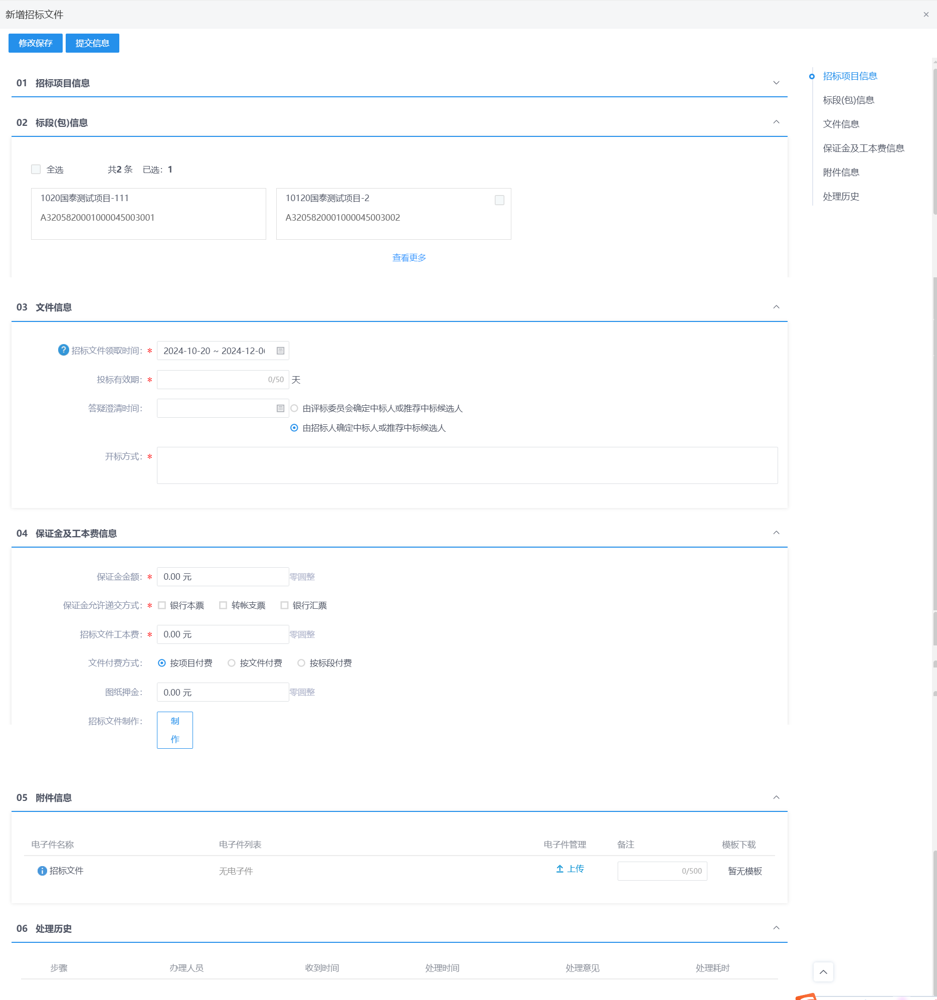 新增招标文件
×
修改保存 提交信息
01 招标项目信息
招标项目信息
标段(包)信息
文件信息
保证金及工本费信息
附件信息
处理历史
02 标段(包)信息
全选 共2 条 已选：1
1020国泰测试项目-111
A3205820001000045003001
10120国泰测试项目-2
A3205820001000045003002
查看更多
03 文件信息
? 招标文件领取时间：* 2024-10-20 ~ 2024-12-0
投标有效期：* 0/50 天
答疑澄清时间： 由评标委员会确定中标人或推荐中标候选人
由招标人确定中标人或推荐中标候选人
开标方式：*
04 保证金及工本费信息
保证金金额：* 0.00 元 零圆整
保证金允许递交方式：* 银行本票 转帐支票 银行汇票
招标文件工本费：* 0.00 元 零圆整
文件付费方式： 按项目付费 按文件付费 按标段付费
图纸押金： 0.00 元 零圆整
招标文件制作： 制
作
05 附件信息
电子件名称 电子件列表 电子件管理 备注 模板下载
招标文件 无电子件 上传 0/500 暂无模板
06 处理历史
步骤 办理人员 收到时间 处理时间 处理意见 处理耗时